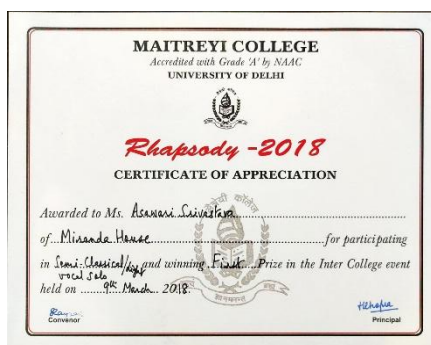 MAITREYI COLLEGE
Accredited with Grade 'A' by NAAC
UNIVERSITY OF DELHI
Rhapsody -2018
CERTIFICATE OF APPRECIATION
Awarded to Ms. Asawari Srivastava
of Miranda House for participating
in Semi-Classical/ and winning First Prize in the Inter College event
vocal solo
held on 9th March 2018.
Convenor
Principal